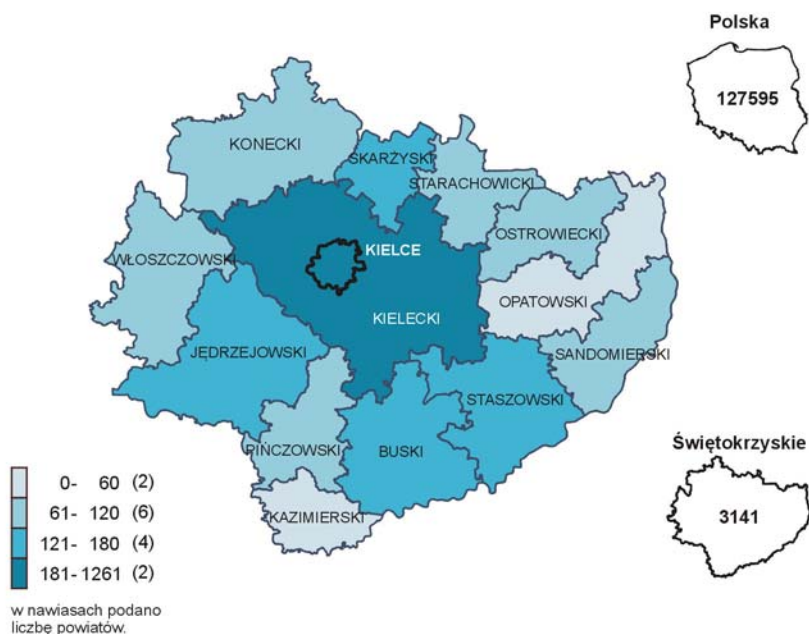 Polska
127595
KONECKI
SKARŻYSKI
STARACHOWICKI
OSTROWIECKI
WŁOSZCZOWSKI
KIELCE
OPATOWSKI
KIELECKI
JĘDRZEJOWSKI
SANDOMIERSKI
STASZOWSKI
PIŃCZOWSKI
BUSKI
KAZIMIERSKI
Świętokrzyskie
3141
0- 60 (2)
61- 120 (6)
121- 180 (4)
181- 1261 (2)
w nawiasach podano
liczbę powiatów.